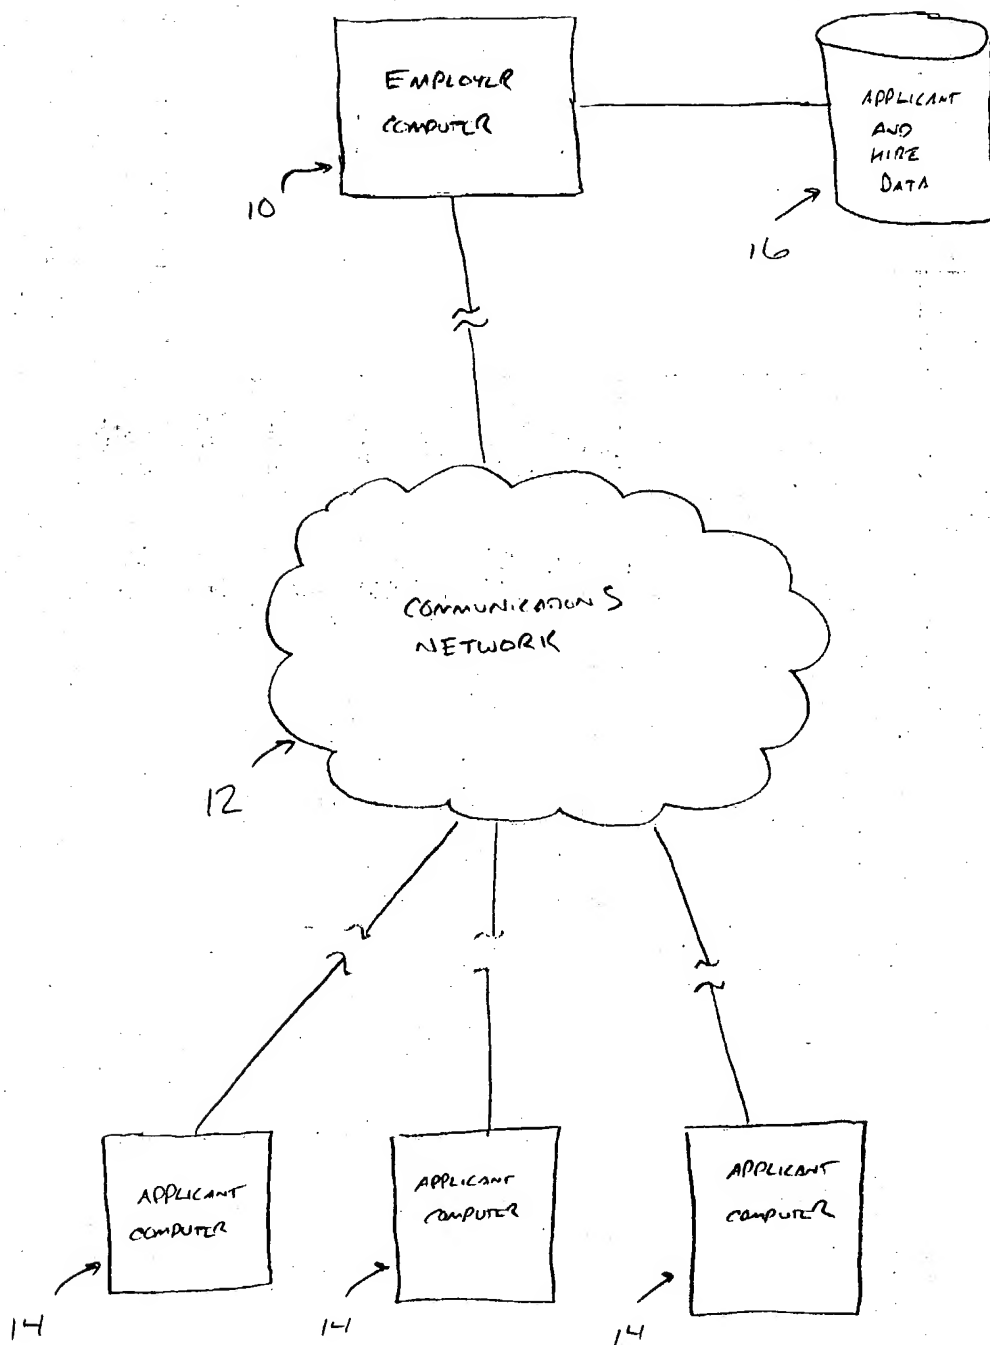 EMPLOYER
COMPUTER
10
APPLICANT
AND
HIRE
DATA
16
COMMUNICATIONS
NETWORK
12
APPLICANT
COMPUTER
14
APPLICANT
COMPUTER
14
APPLICANT
COMPUTER
14